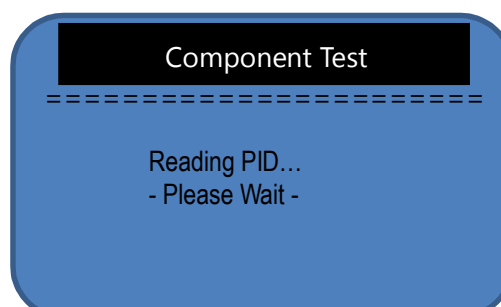 Component Test
=======================
Reading PID…
- Please Wait -